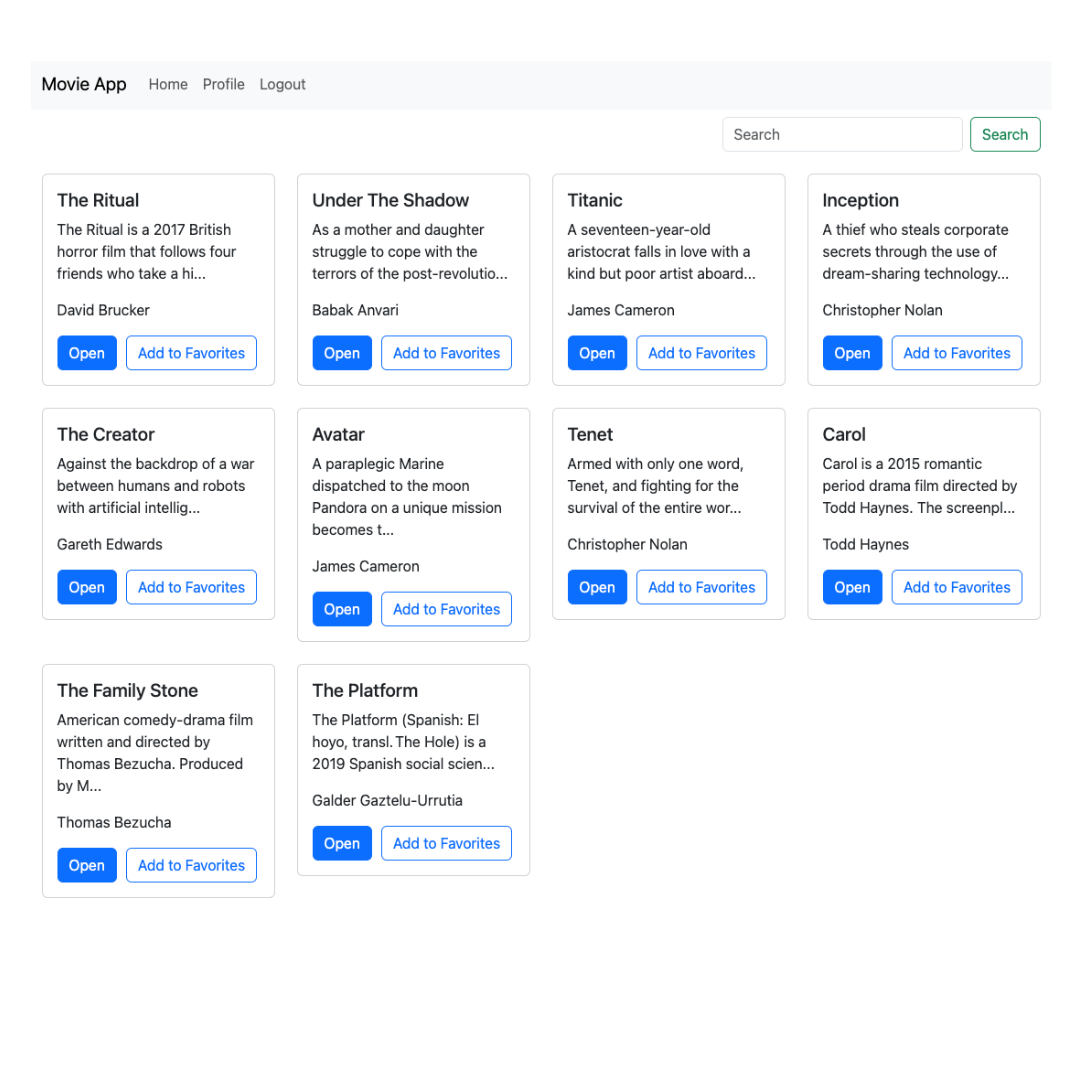 Movie App Home Profile Logout
Search Search
The Ritual
The Ritual is a 2017 British
horror film that follows four
friends who take a hi...
David Brucker
Open Add to Favorites
Under The Shadow
As a mother and daughter
struggle to cope with the
terrors of the post-revolutio...
Babak Anvari
Open Add to Favorites
Titanic
A seventeen-year-old
aristocrat falls in love with a
kind but poor artist aboard...
James Cameron
Open Add to Favorites
Inception
A thief who steals corporate
secrets through the use of
dream-sharing technology...
Christopher Nolan
Open Add to Favorites
The Creator
Against the backdrop of a war
between humans and robots
with artificial intellig...
Gareth Edwards
Open Add to Favorites
Avatar
A paraplegic Marine
dispatched to the moon
Pandora on a unique mission
becomes t...
James Cameron
Open Add to Favorites
Tenet
Armed with only one word,
Tenet, and fighting for the
survival of the entire wor...
Christopher Nolan
Open Add to Favorites
Carol
Carol is a 2015 romantic
period drama film directed by
Todd Haynes. The screenpl...
Todd Haynes
Open Add to Favorites
The Family Stone
American comedy-drama film
written and directed by
Thomas Bezucha. Produced
by M...
Thomas Bezucha
Open Add to Favorites
The Platform
The Platform (Spanish: El
hoyo, transl. The Hole) is a
2019 Spanish social scien...
Galder Gaztelu-Urrutia
Open Add to Favorites